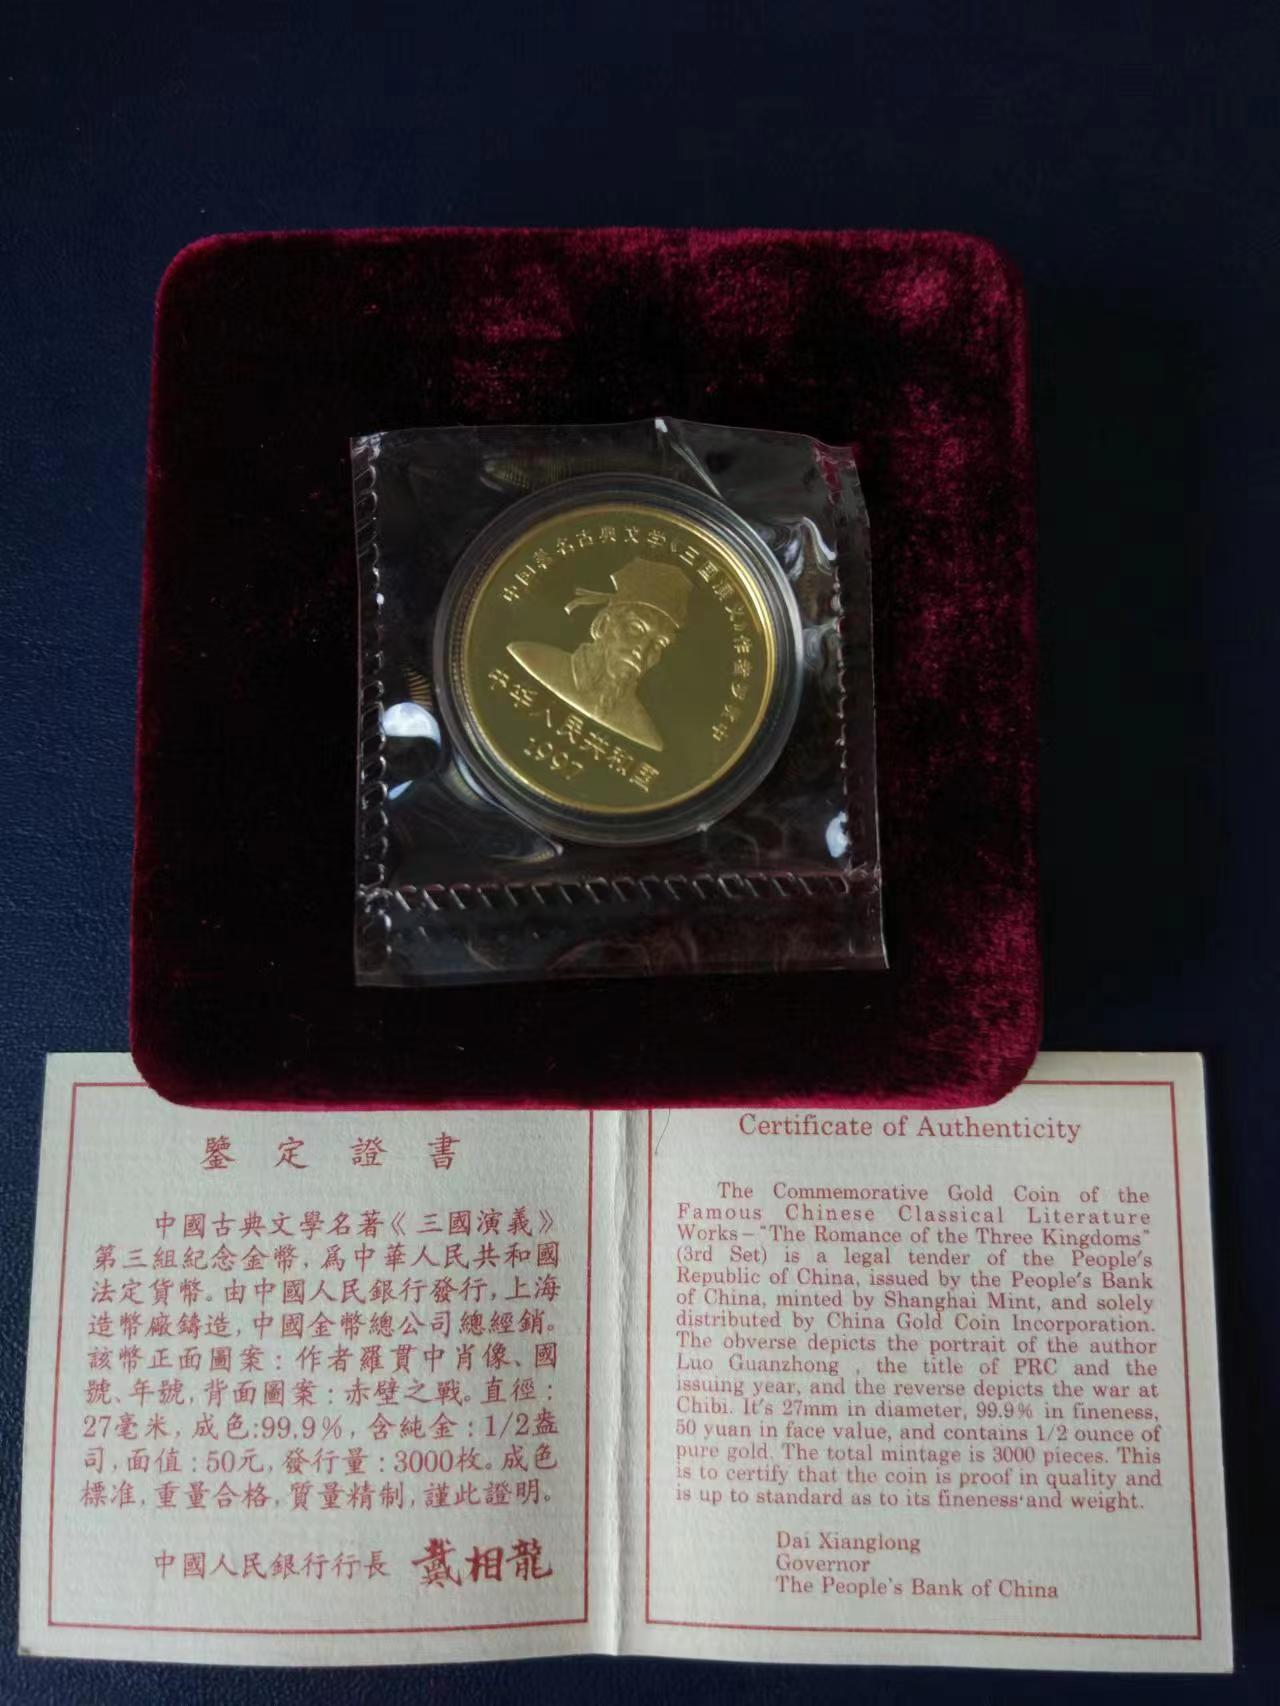 中国著名古典文学《三国演义》作者罗贯中
中华人民共和国
1997
鑒定證書
中國古典文學名著《三國演義》
第三組紀念金幣，爲中華人民共和國
法定貨幣。由中國人民銀行發行，上海
造幣廠鑄造，中國金幣總公司總經銷。
該幣正面圖案：作者羅貫中肖像、國
號、年號，背面圖案：赤壁之戰。直徑：
27毫米，成色:99.9%，含純金：1/2盎
司，面值：50元，發行量：3000枚。成色
標准，重量合格，質量精制，謹此證明。
中國人民銀行行長 戴相龍
Certificate of Authenticity
The Commemorative Gold Coin of the
Famous Chinese Classical Literature
Works–"The Romance of the Three Kingdoms"
(3rd Set) is a legal tender of the People's
Republic of China, issued by the People's Bank
of China, minted by Shanghai Mint, and solely
distributed by China Gold Coin Incorporation.
The obverse depicts the portrait of the author
Luo Guanzhong , the title of PRC and the
issuing year, and the reverse depicts the war at
Chibi. It's 27mm in diameter, 99.9% in fineness,
50 yuan in face value, and contains 1/2 ounce of
pure gold. The total mintage is 3000 pieces. This
is to certify that the coin is proof in quality and
is up to standard as to its fineness and weight.
Dai Xianglong
Governor
The People's Bank of China